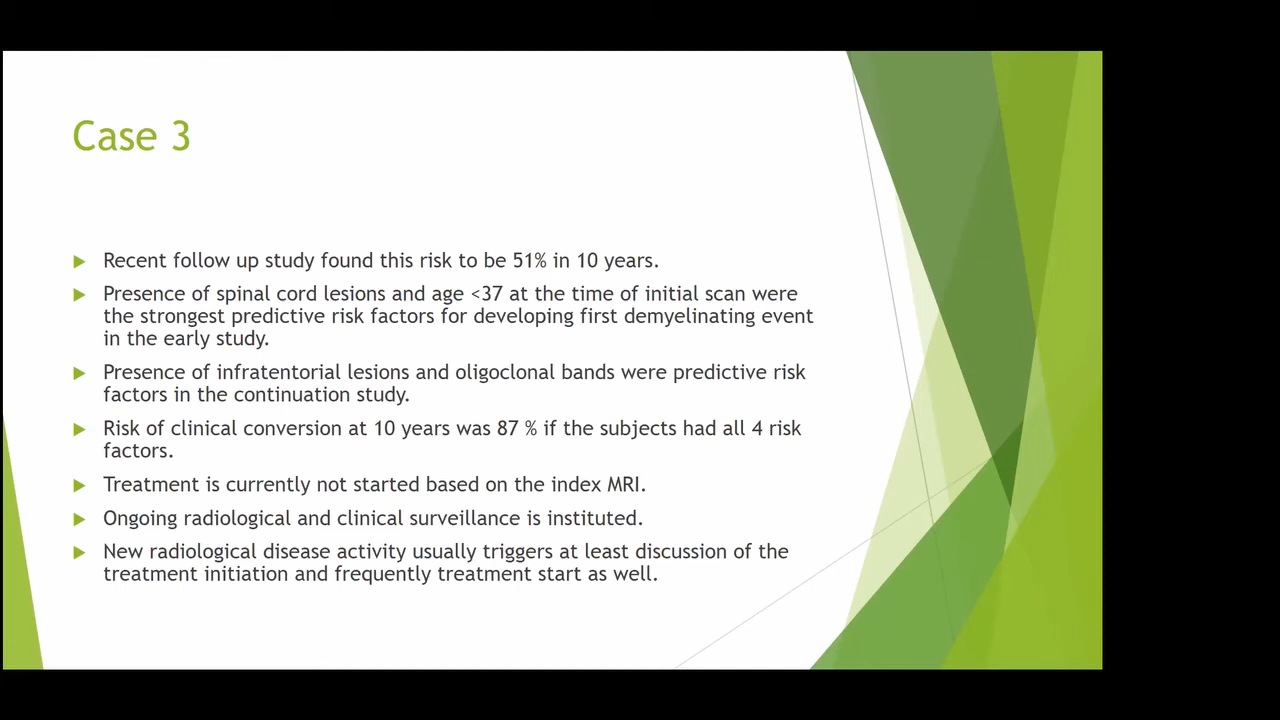 Case 3
Recent follow up study found this risk to be 51% in 10 years.
Presence of spinal cord lesions and age <37 at the time of initial scan were
the strongest predictive risk factors for developing first demyelinating event
in the early study.
Presence of infratentorial lesions and oligoclonal bands were predictive risk
factors in the continuation study.
Risk of clinical conversion at 10 years was 87 % if the subjects had all 4 risk
factors.
Treatment is currently not started based on the index MRI.
Ongoing radiological and clinical surveillance is instituted.
New radiological disease activity usually triggers at least discussion of the
treatment initiation and frequently treatment start as well.